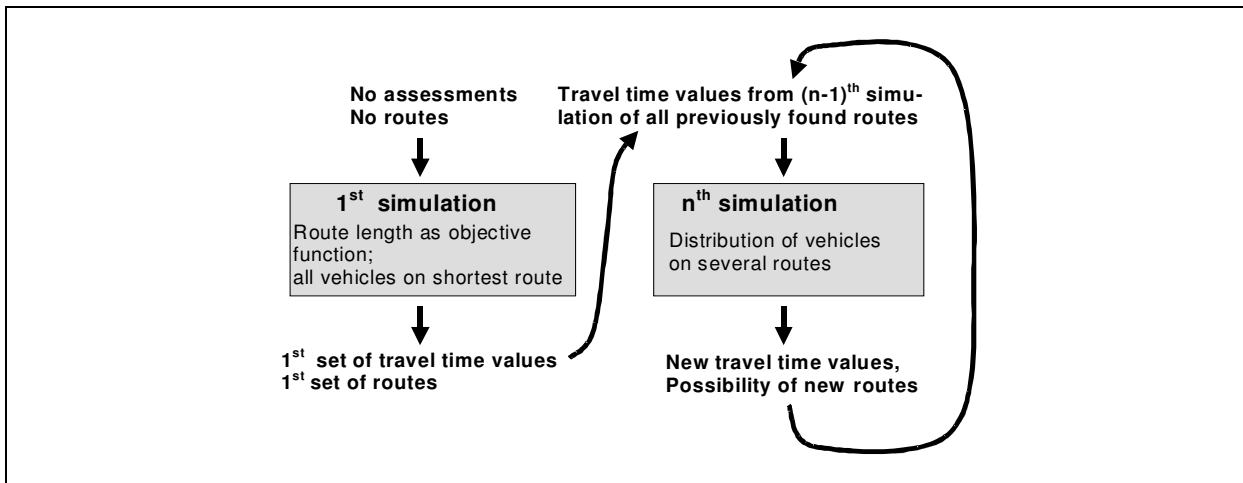 No assessments
No routes
1st simulation
Route length as objective
function;
all vehicles on shortest route
1st set of travel time values
1st set of routes
Travel time values from (n-1)th simu-
lation of all previously found routes
nth simulation
Distribution of vehicles
on several routes
New travel time values,
Possibility of new routes